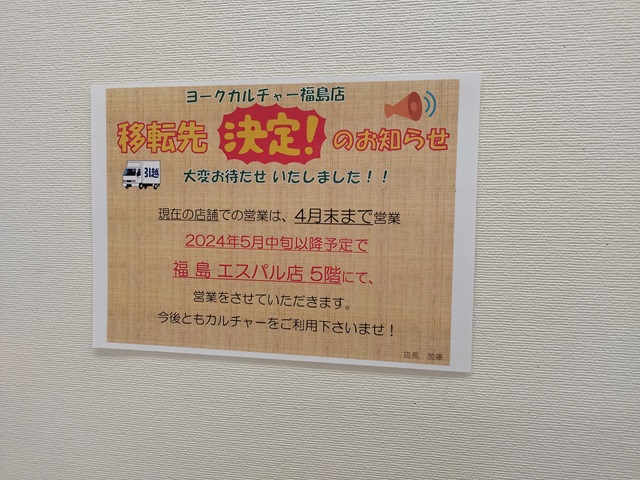 ヨークカルチャー福島店
移転先 決定! のお知らせ
引越
大変お待たせ いたしました！！
現在の店舗での営業は、4月末まで営業
2024年5月中旬以降予定で
福島 エスパル店 5階にて、
営業をさせていただきます。
今後ともカルチャーをご利用下さいませ！
店長 加藤